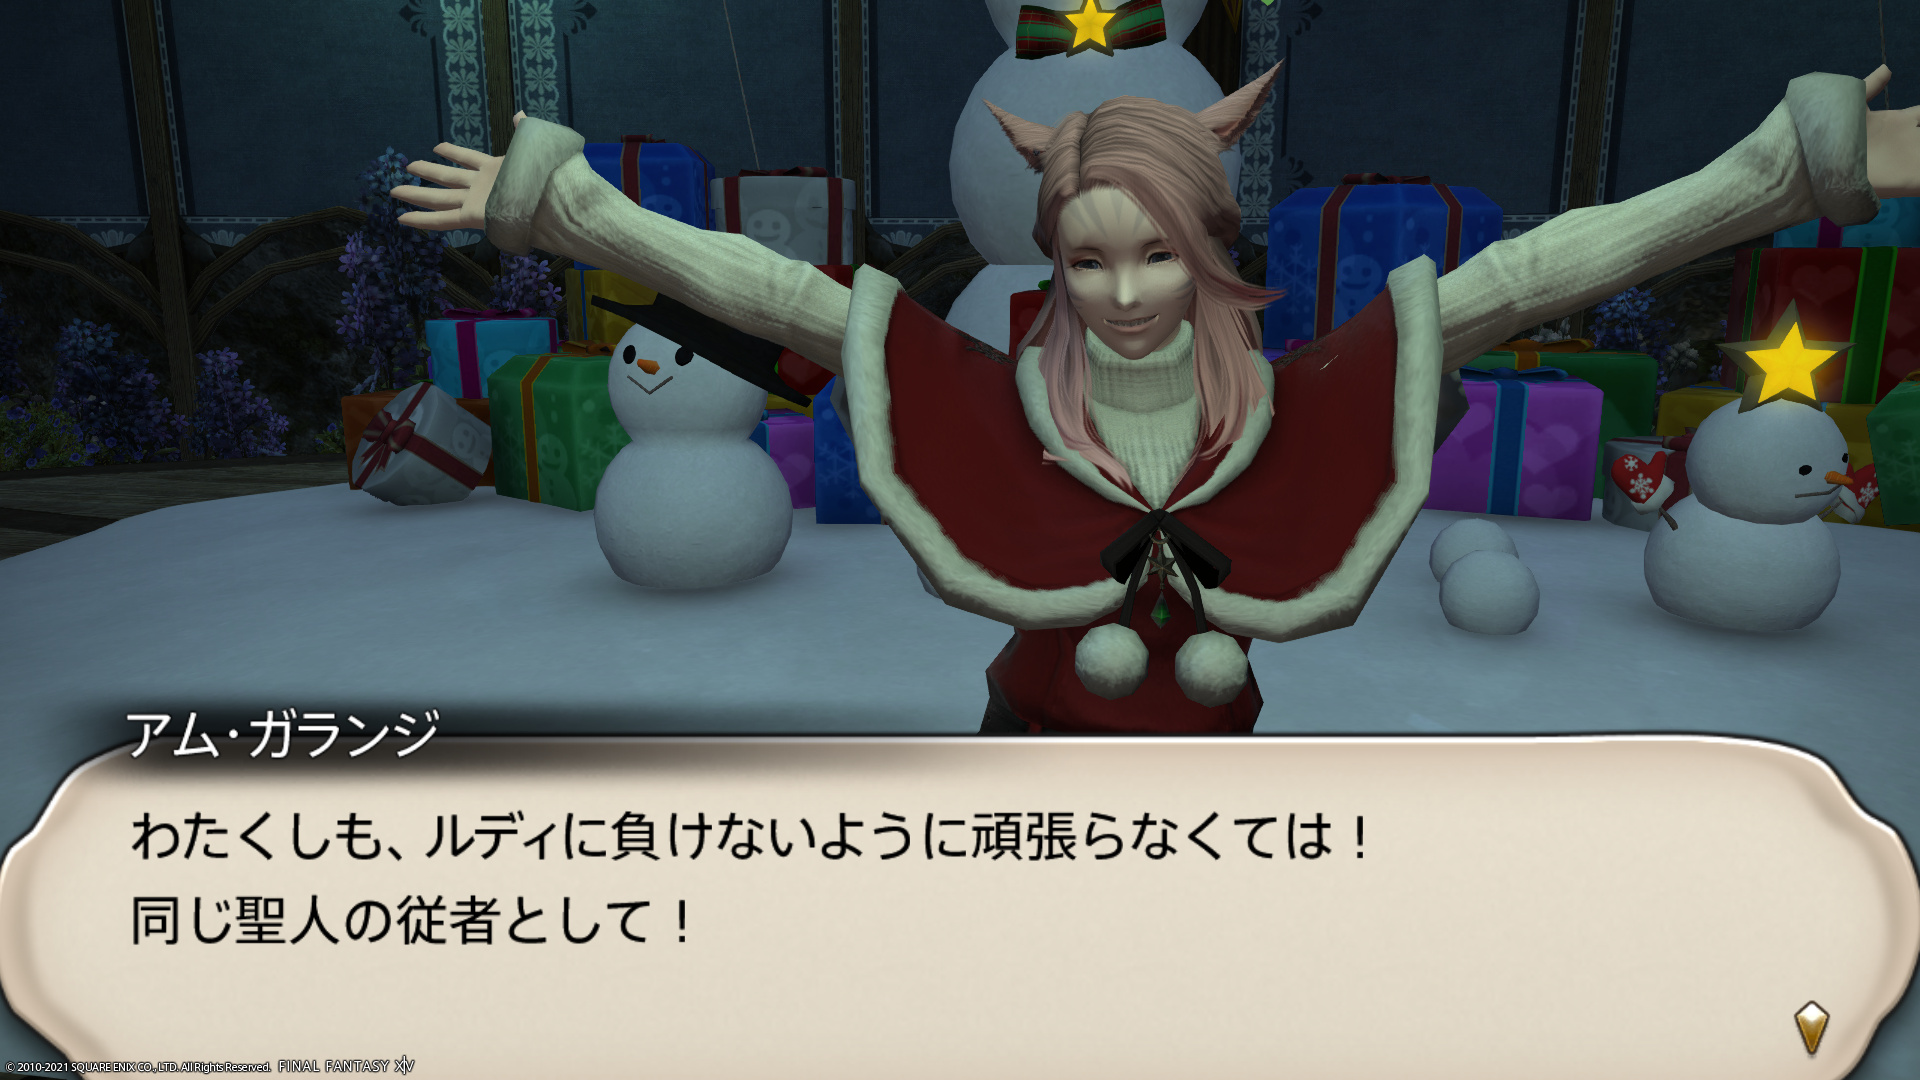 アム・ガランジ
わたくしも、ルディに負けないように頑張らなくては！
同じ聖人の従者として！
© 2010-2021 SQUARE ENIX CO., LTD. All Rights Reserved. FINAL FANTASY XIV